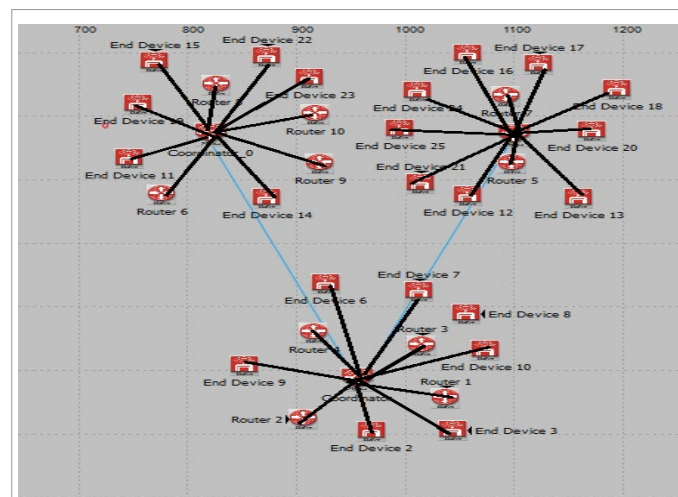 700 800 900 1000 1100 1200
End Device 15
End Device 22
End Device 17
End Device 16
End Device 23
End Device 18
Router 10
Router 7
End Device 25
End Device 20
Coordinator_0
Router 9
End Device 21
Router 5
End Device 11
Router 6
End Device 14
End Device 12
End Device 13
End Device 7
End Device 6
End Device 8
Router 3
Router 4
End Device 10
End Device 9
Router 1
Coordinator
Router 2
End Device 2
End Device 3